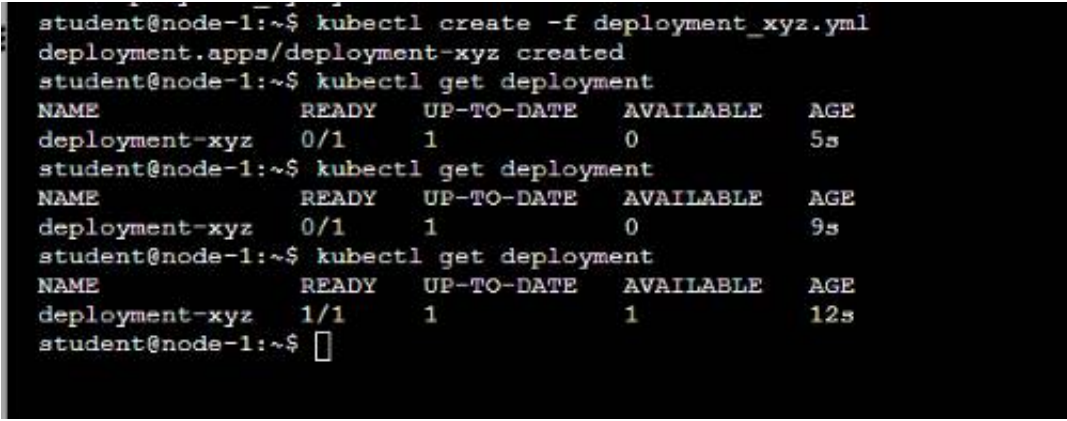 student@node-1:~$ kubectl create -f deployment_xyz.yml
deployment.apps/deployment-xyz created
student@node-1:~$ kubectl get deployment
NAME READY UP-TO-DATE AVAILABLE AGE
deployment-xyz 0/1 1 0 5s
student@node-1:~$ kubectl get deployment
NAME READY UP-TO-DATE AVAILABLE AGE
deployment-xyz 0/1 1 0 9s
student@node-1:~$ kubectl get deployment
NAME READY UP-TO-DATE AVAILABLE AGE
deployment-xyz 1/1 1 1 12s
student@node-1:~$